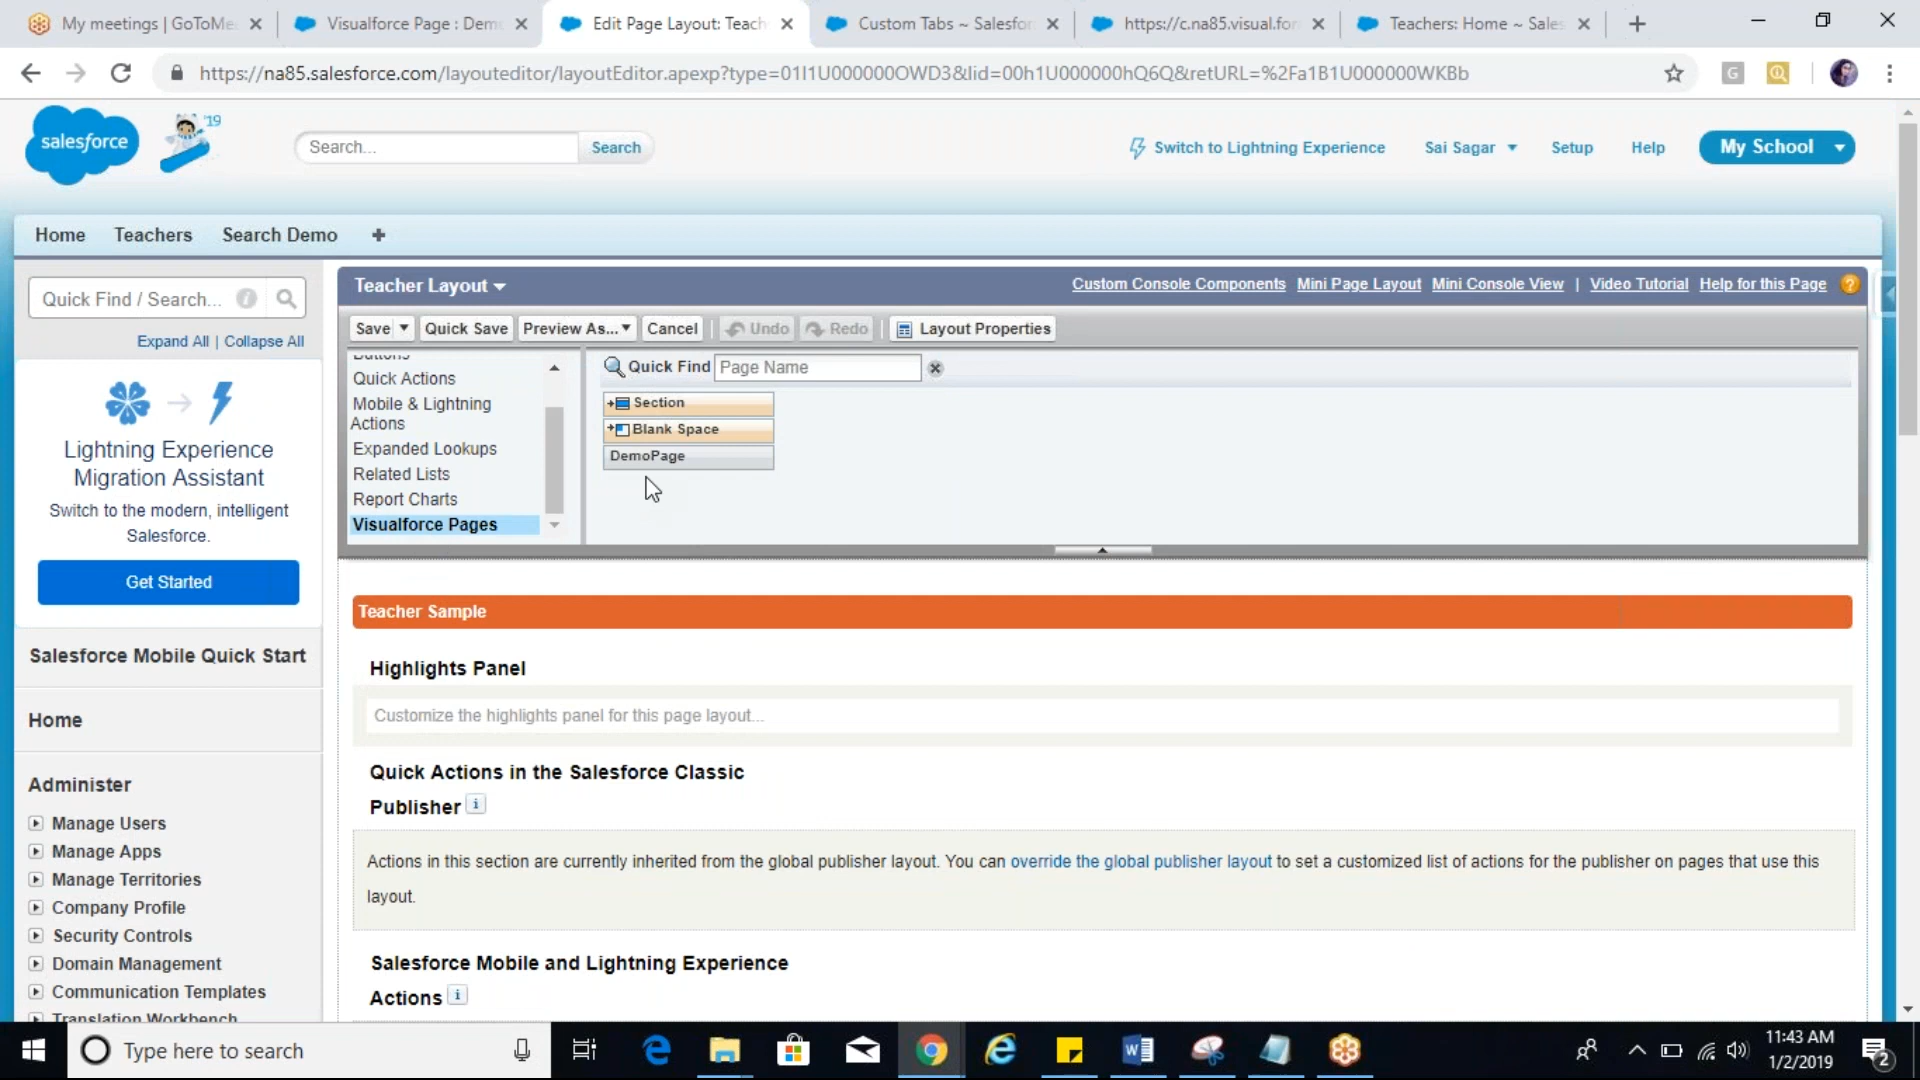 My meetings | GoToMe
Visualforce Page : Dem
Edit Page Layout: Teach
Custom Tabs ~ Salesfor
https://c.na85.visual.for
Teachers: Home ~ Sales
https://na85.salesforce.com/layouteditor/layoutEditor.apexp?type=01I1U000000OWD3&lid=00h1U000000hQ6Q&retURL=%2Fa1B1U000000WKBb
salesforce
'19
Search...
Search
Switch to Lightning Experience
Sai Sagar
Setup
Help
My School
Home
Teachers
Search Demo
Quick Find / Search...
Expand All | Collapse All
Lightning Experience
Migration Assistant
Switch to the modern, intelligent
Salesforce.
Get Started
Salesforce Mobile Quick Start
Home
Administer
Manage Users
Manage Apps
Manage Territories
Company Profile
Security Controls
Domain Management
Communication Templates
Translation Workbench
Teacher Layout
Custom Console Components
Mini Page Layout
Mini Console View
|
Video Tutorial
Help for this Page
Save
Quick Save
Preview As...
Cancel
Undo
Redo
Layout Properties
Buttons
Quick Actions
Mobile & Lightning
Actions
Expanded Lookups
Related Lists
Report Charts
Visualforce Pages
Quick Find
Page Name
Section
Blank Space
DemoPage
Teacher Sample
Highlights Panel
Customize the highlights panel for this page layout...
Quick Actions in the Salesforce Classic
Publisher
Actions in this section are currently inherited from the global publisher layout. You can override the global publisher layout to set a customized list of actions for the publisher on pages that use this
layout.
Salesforce Mobile and Lightning Experience
Actions
Type here to search
11:43 AM
1/2/2019
2